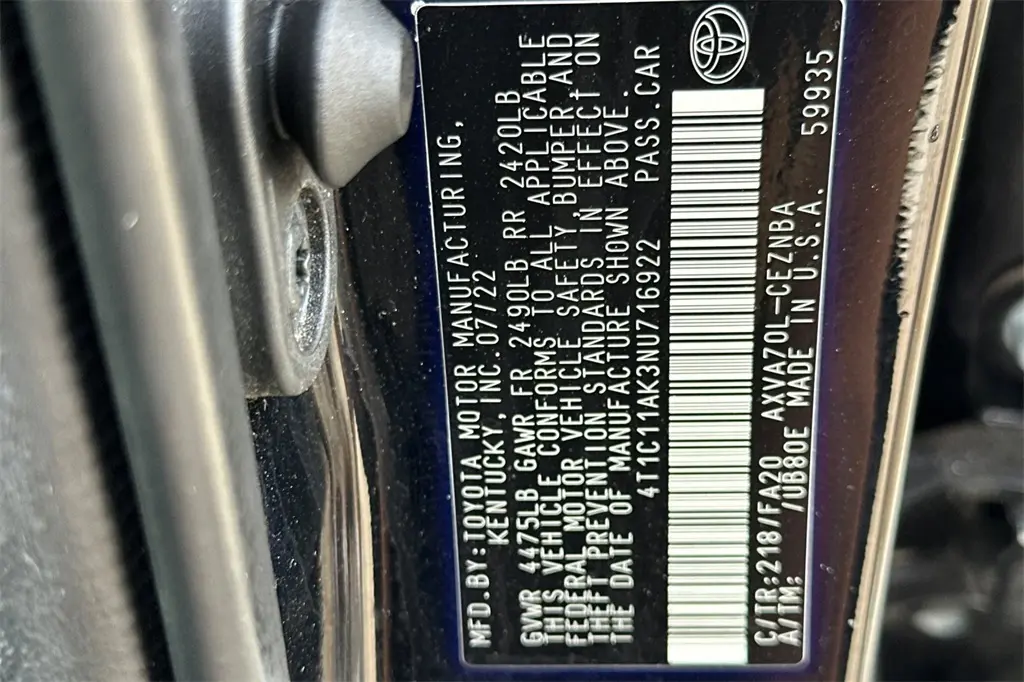 MFD.BY:TOYOTA MOTOR MANUFACTURING,
KENTUCKY, INC.07/22
GVWR 4475LB GAWR FR 2490LB RR 2420LB
THIS VEHICLE CONFORMS TO ALL APPLICABLE
FEDERAL MOTOR VEHICLE SAFETY, BUMPER, AND
THEFT PREVENTION STANDARDS IN EFFECT ON
THE DATE OF MANUFACTURE SHOWN ABOVE.
4T1C11AK3NU716922 PASS.CAR
C/TR:218/FA20 AXVA70L-CEZNBA
A/TM: /UB80E MADE IN U.S.A. 59935